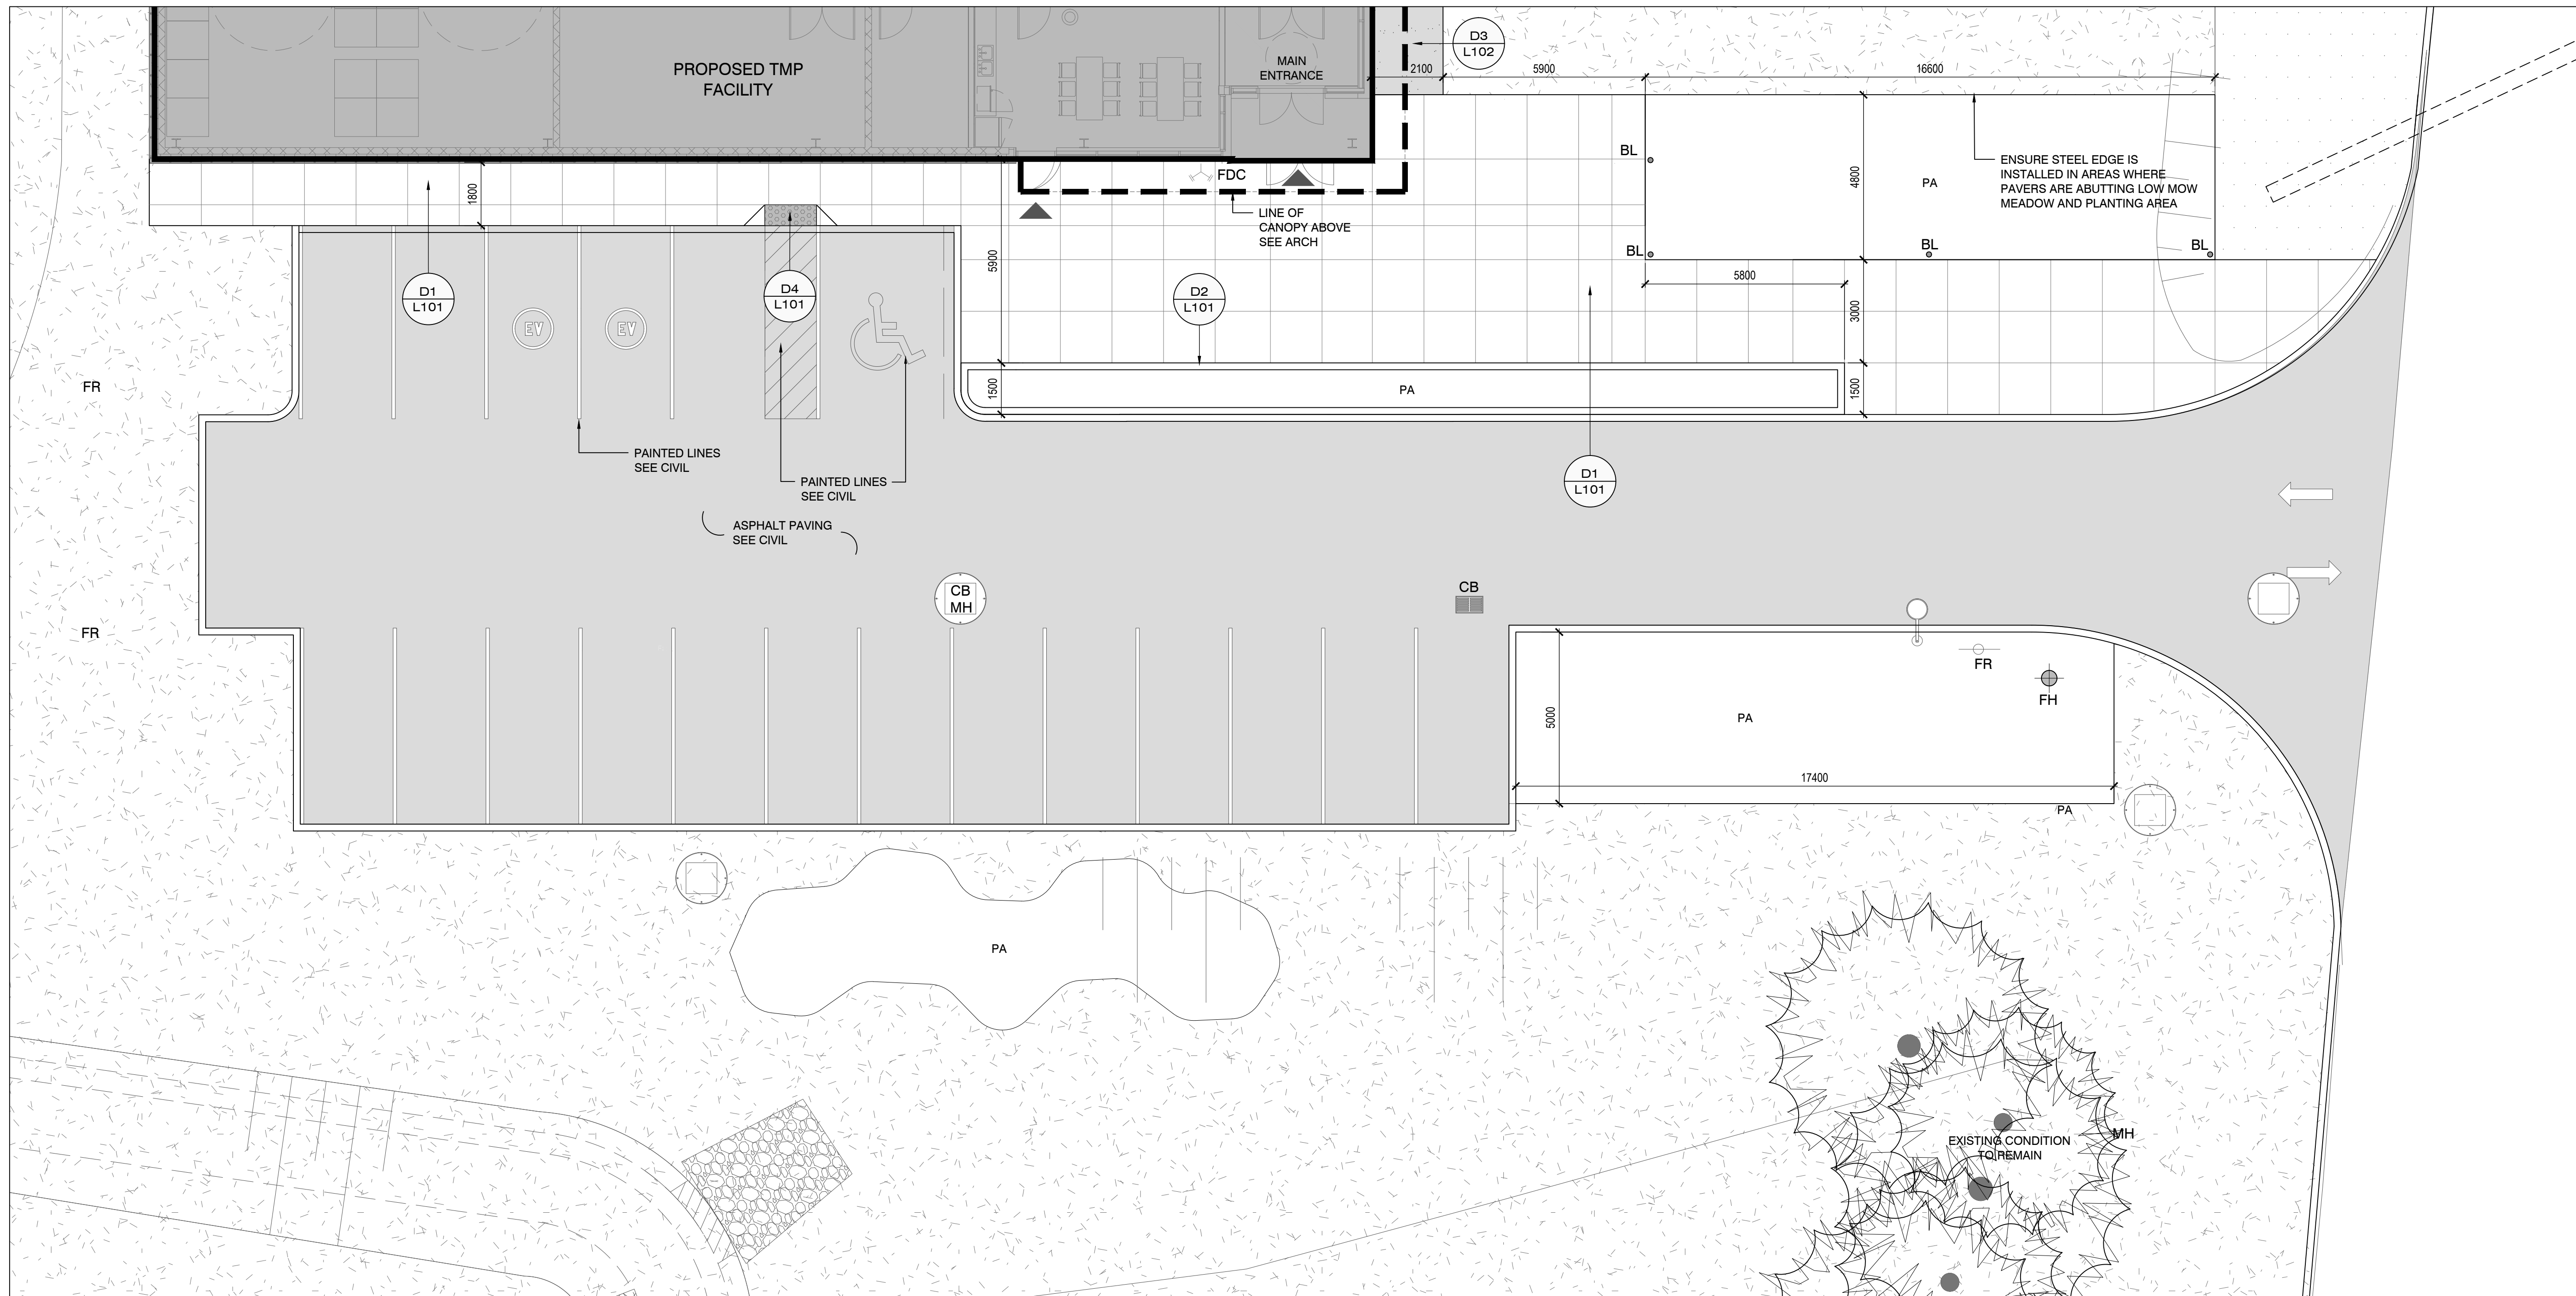 PROPOSED TMP
FACILITY
MAIN
ENTRANCE
D3
L102
2100
5900
16600
BL
ENSURE STEEL EDGE IS
INSTALLED IN AREAS WHERE
PAVERS ARE ABUTTING LOW MOW
MEADOW AND PLANTING AREA
PA
4800
1800
FDC
LINE OF
CANOPY ABOVE
SEE ARCH
BL
BL
BL
5900
5800
D1
L101
D4
L101
D2
L101
3000
EV
EV
FR
1500
PA
1500
PAINTED LINES
SEE CIVIL
PAINTED LINES
SEE CIVIL
D1
L101
ASPHALT PAVING
SEE CIVIL
CB
MH
CB
FR
FR
FH
5000
PA
17400
PA
PA
EXISTING CONDITION
TO REMAIN
MH